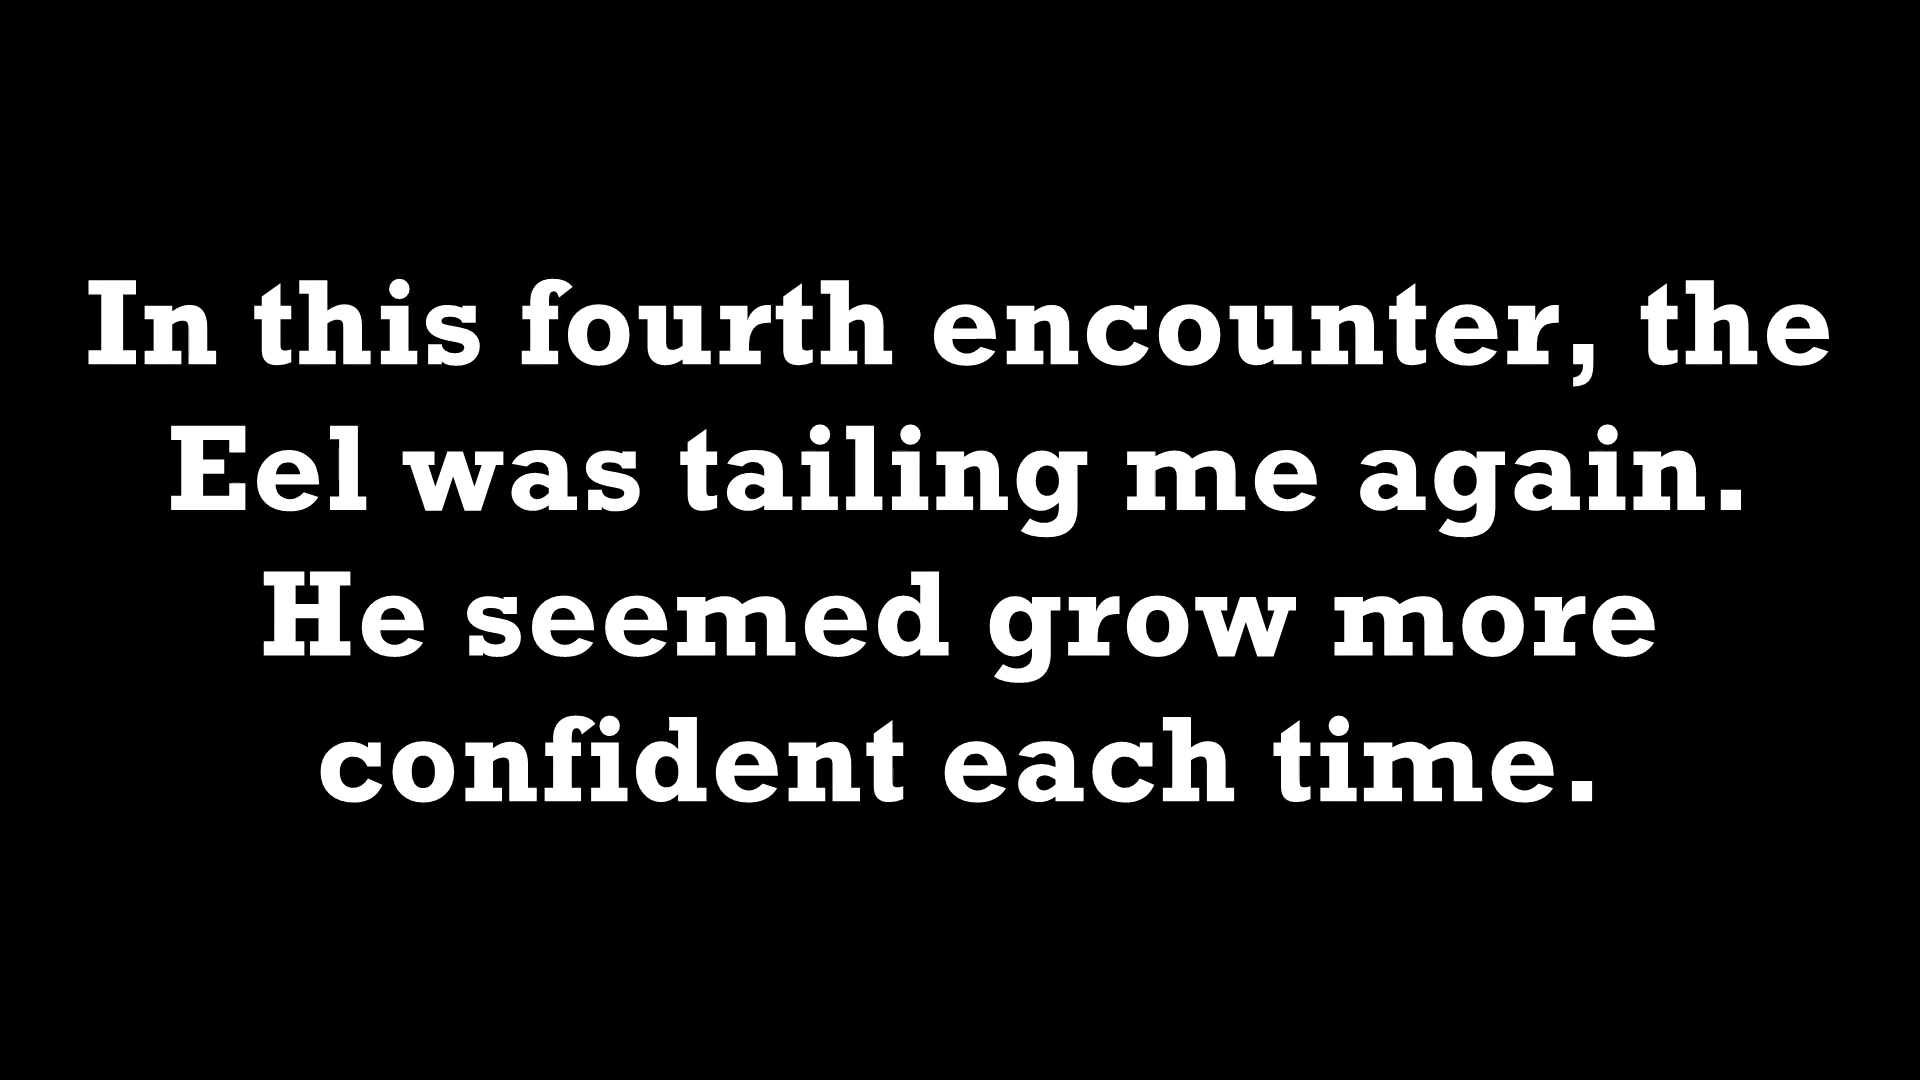 In this fourth encounter, the
Eel was tailing me again.
He seemed grow more
confident each time.